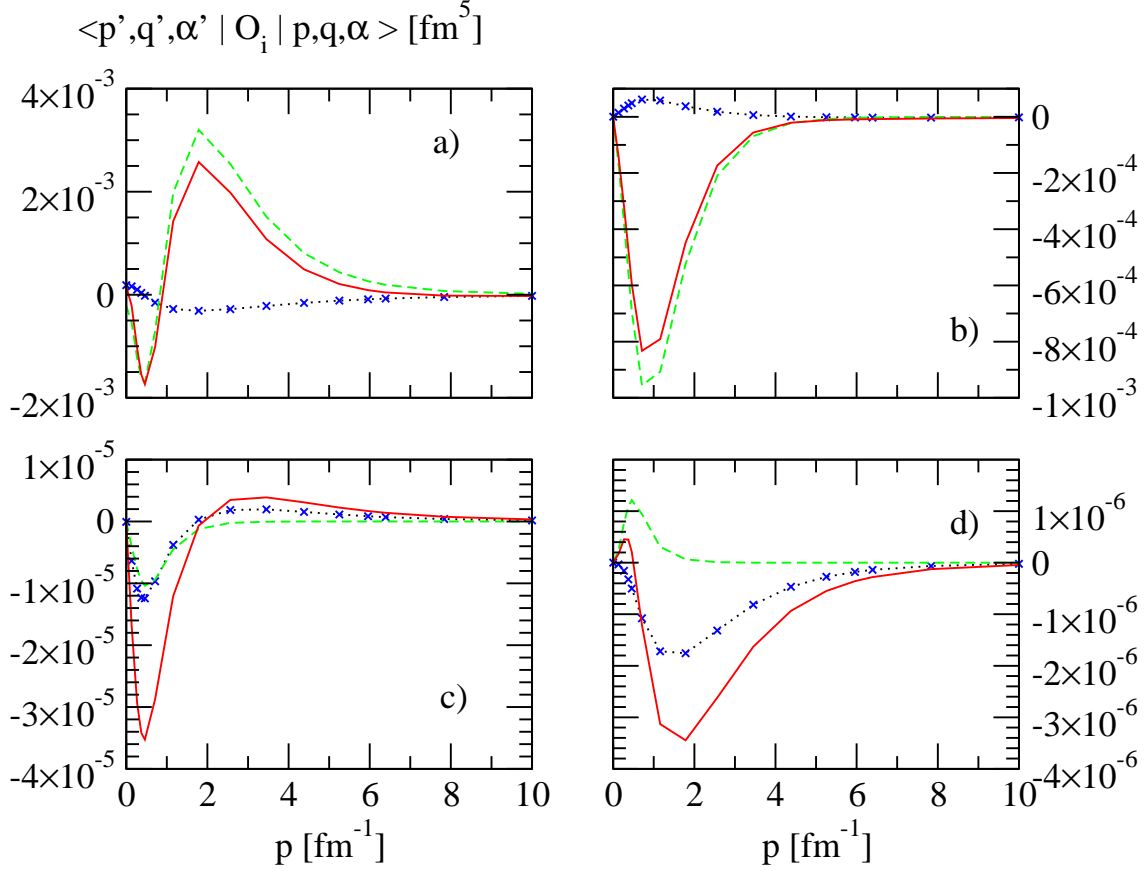 <p’,q’,α’ | Oᵢ | p,q,α > [fm⁵]
4×10⁻³
2×10⁻³
0
-2×10⁻³
a)
0
-2×10⁻⁴
-4×10⁻⁴
-6×10⁻⁴
-8×10⁻⁴
-1×10⁻³
b)
1×10⁻⁵
0
-1×10⁻⁵
-2×10⁻⁵
-3×10⁻⁵
-4×10⁻⁵
c)
0 2 4 6 8 10
p [fm⁻¹]
1×10⁻⁶
0
-1×10⁻⁶
-2×10⁻⁶
-3×10⁻⁶
-4×10⁻⁶
d)
0 2 4 6 8 10
p [fm⁻¹]